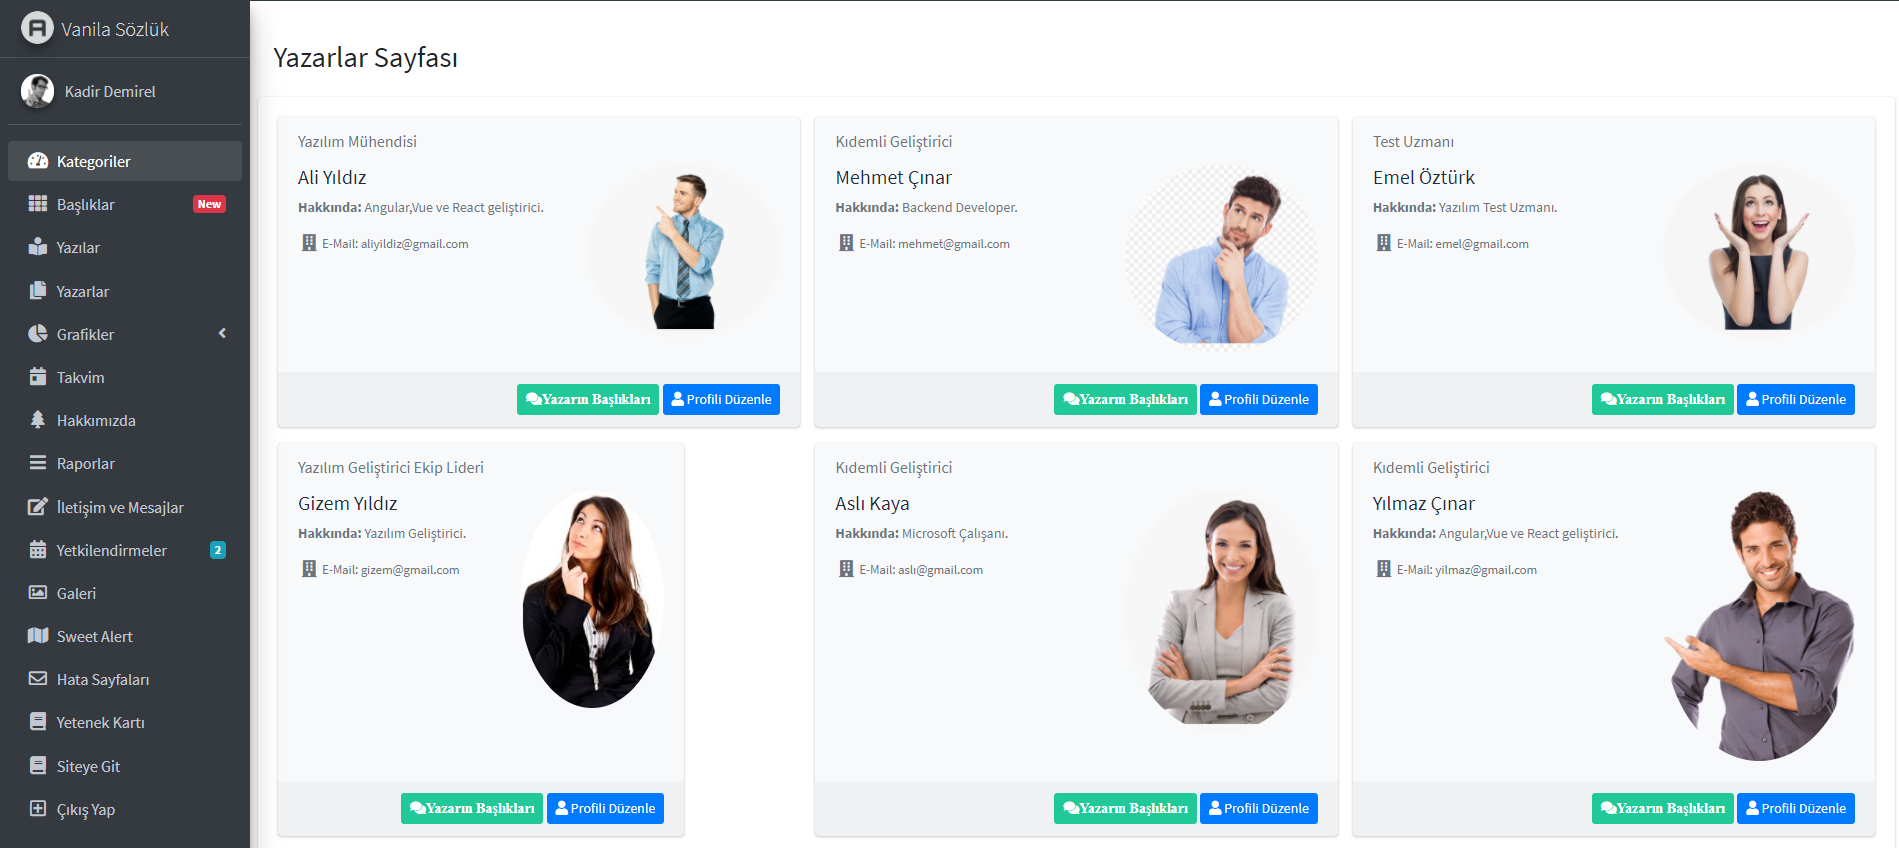 Vanila Sözlük
Kadir Demirel
Kategoriler
Başlıklar New
Yazılar
Yazarlar
Grafikler
Takvim
Hakkımızda
Raporlar
İletişim ve Mesajlar
Yetkilendirmeler 2
Galeri
Sweet Alert
Hata Sayfaları
Yetenek Kartı
Siteye Git
Çıkış Yap
Yazarlar Sayfası
Yazılım Mühendisi
Ali Yıldız
Hakkında: Angular,Vue ve React geliştirici.
E-Mail: aliyildiz@gmail.com
Yazarın Başlıkları Profili Düzenle
Kıdemli Geliştirici
Mehmet Çınar
Hakkında: Backend Developer.
E-Mail: mehmet@gmail.com
Yazarın Başlıkları Profili Düzenle
Test Uzmanı
Emel Öztürk
Hakkında: Yazılım Test Uzmanı.
E-Mail: emel@gmail.com
Yazarın Başlıkları Profili Düzenle
Yazılım Geliştirici Ekip Lideri
Gizem Yıldız
Hakkında: Yazılım Geliştirici.
E-Mail: gizem@gmail.com
Yazarın Başlıkları Profili Düzenle
Kıdemli Geliştirici
Aslı Kaya
Hakkında: Microsoft Çalışanı.
E-Mail: aslı@gmail.com
Yazarın Başlıkları Profili Düzenle
Kıdemli Geliştirici
Yılmaz Çınar
Hakkında: Angular,Vue ve React geliştirici.
E-Mail: yilmaz@gmail.com
Yazarın Başlıkları Profili Düzenle